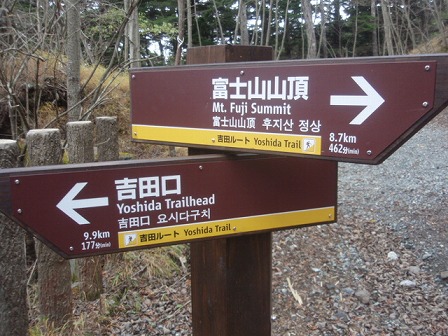 富士山山頂
Mt. Fuji Summit
富士山山頂 후지산 정상
8.7km
462分(min)
吉田ルート Yoshida Trail
吉田口
Yoshidaguchi Trailhead
吉田口 요시다구치
9.9km
177分(min)
吉田ルート Yoshida Trail